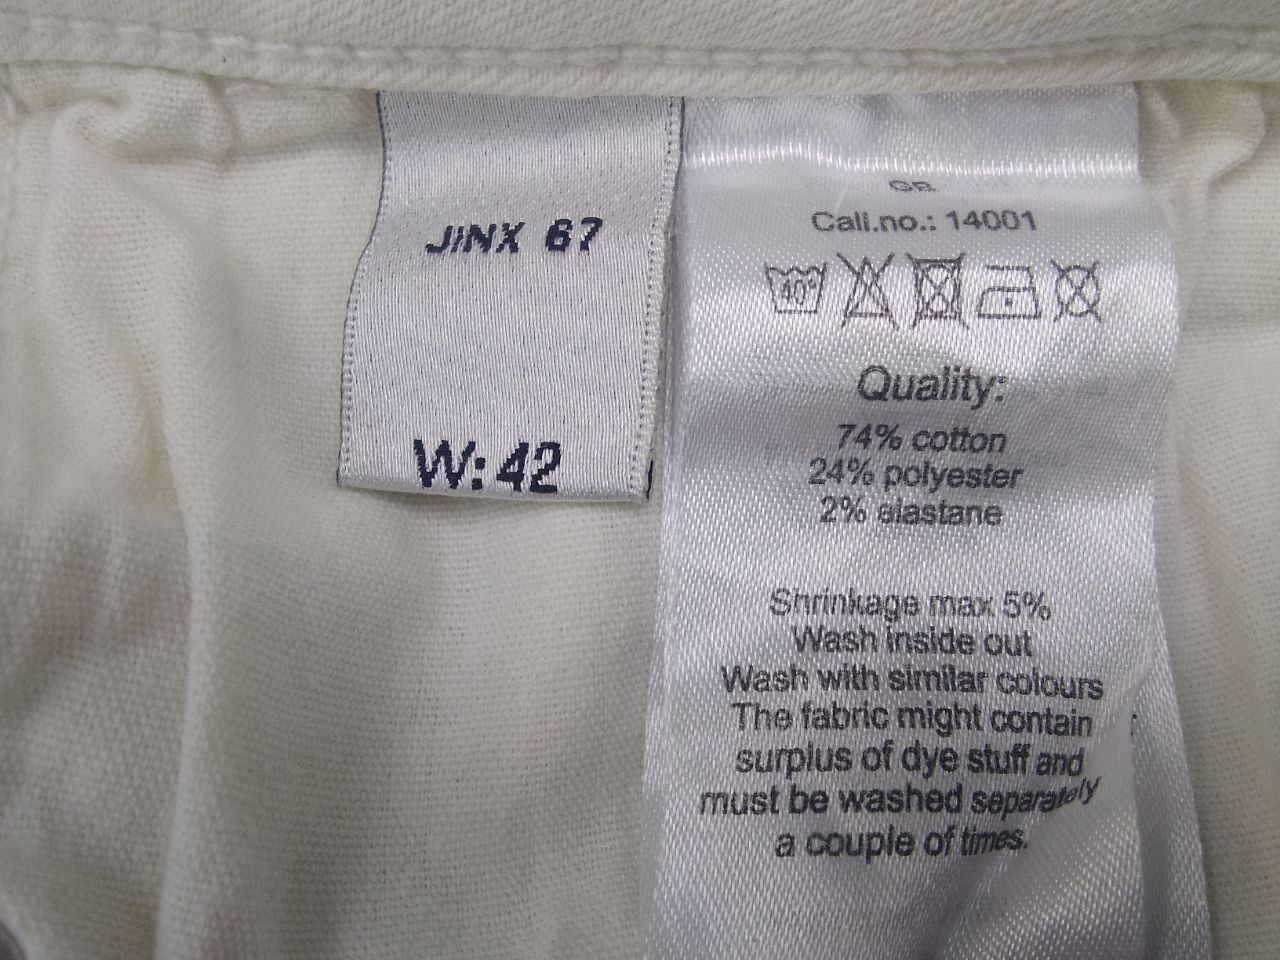 JINX 67
W: 42
GB
Call.no.: 14001
40°
Quality:
74% cotton
24% polyester
2% elastane
Shrinkage max 5%
Wash inside out
Wash with similar colours
The fabric might contain
surplus of dye stuff and
must be washed separately
a couple of times.